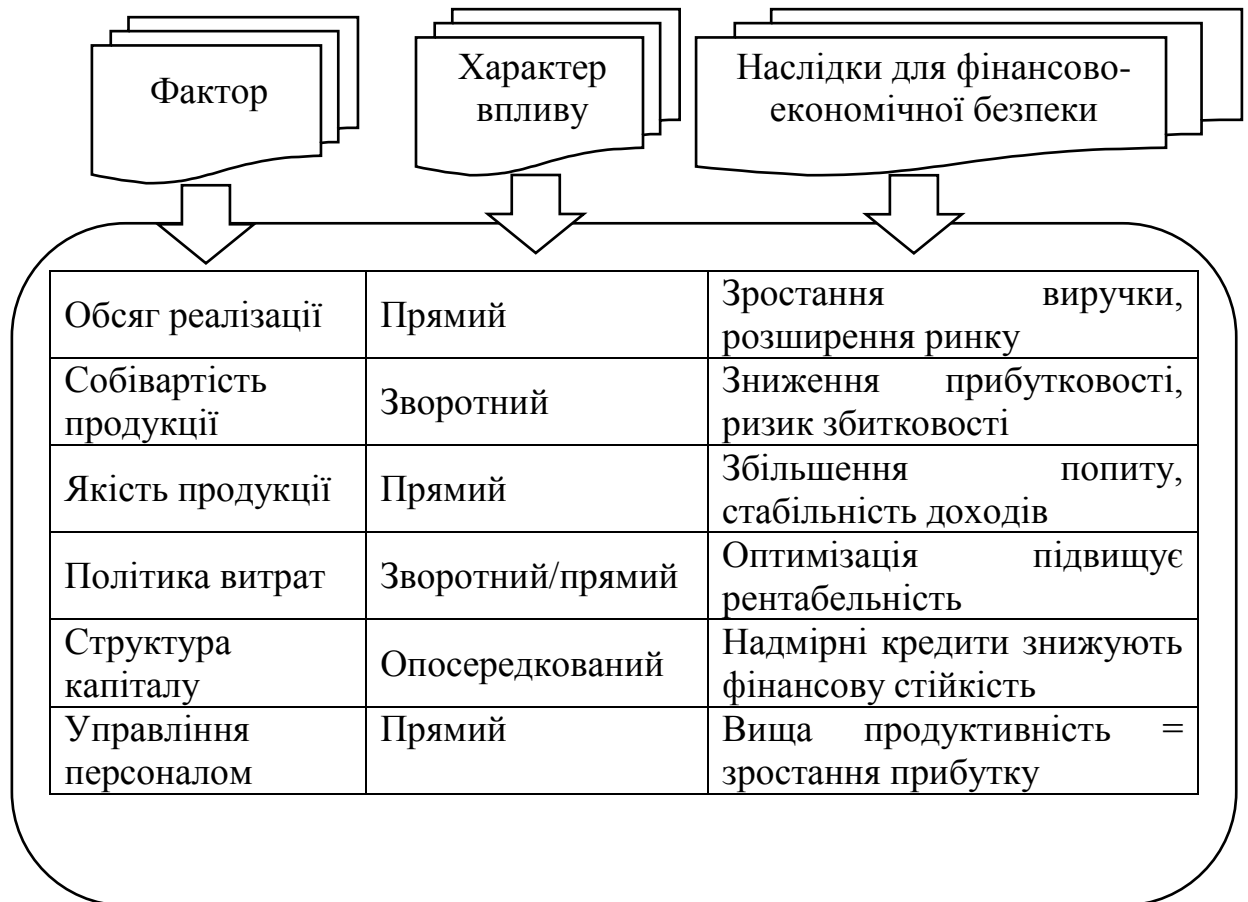 Фактор
Характер
впливу
Наслідки для фінансово-
економічної безпеки
Обсяг реалізації
Прямий
Зростання виручки,
розширення ринку
Собівартість
продукції
Зворотний
Зниження прибутковості,
ризик збитковості
Якість продукції
Прямий
Збільшення попиту,
стабільність доходів
Політика витрат
Зворотний/прямий
Оптимізація підвищує
рентабельність
Структура
капіталу
Опосередкований
Надмірні кредити знижують
фінансову стійкість
Управління
персоналом
Прямий
Вища продуктивність =
зростання прибутку